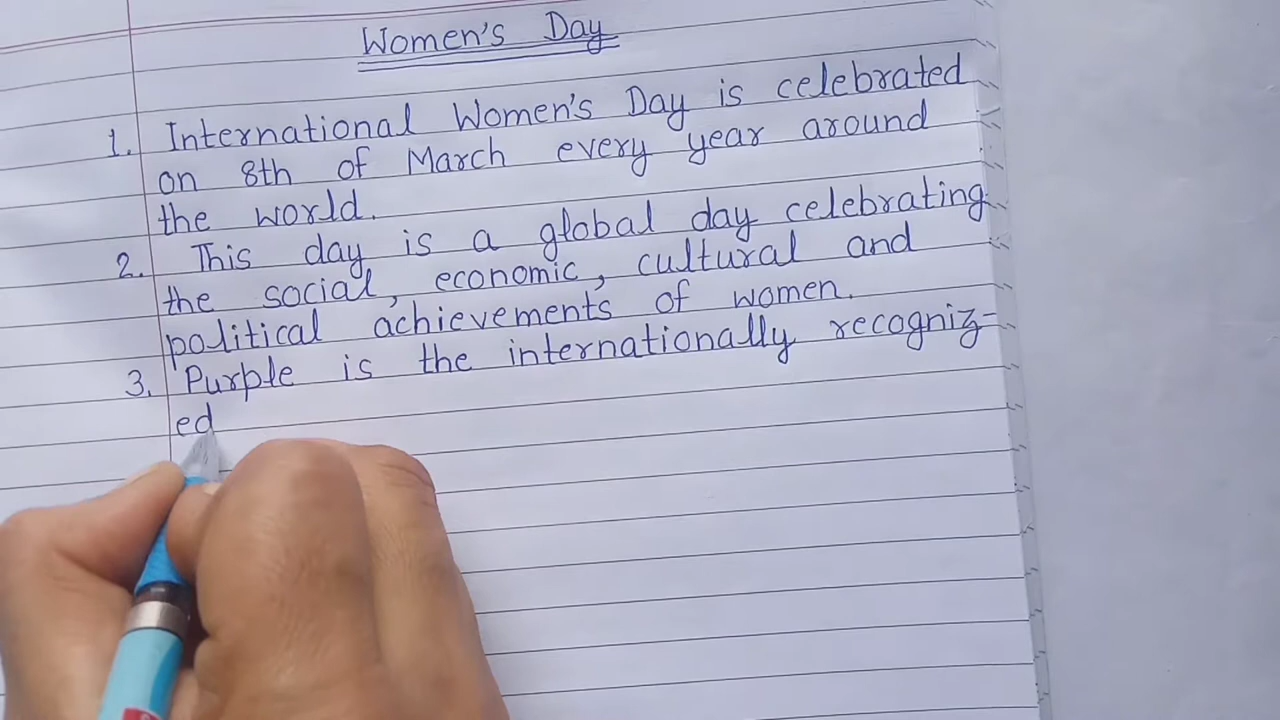 Women's Day
1. International Women's Day is celebrated
on 8th of March every year around
the world.
2. This day is a global day celebrating
the social, economic, cultural and
political achievements of women.
3. Purple is the internationally recogniz-
ed